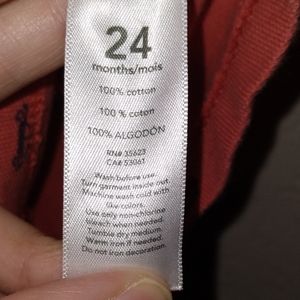 24
months/mois
100% cotton
100 % coton
100% ALGODÓN
RN# 35623
CA# 53061
Wash before use.
Turn garment inside out.
Machine wash cold with
like colors.
Use only non-chlorine
bleach when needed.
Tumble dry medium.
Warm iron if needed.
Do not iron decoration.